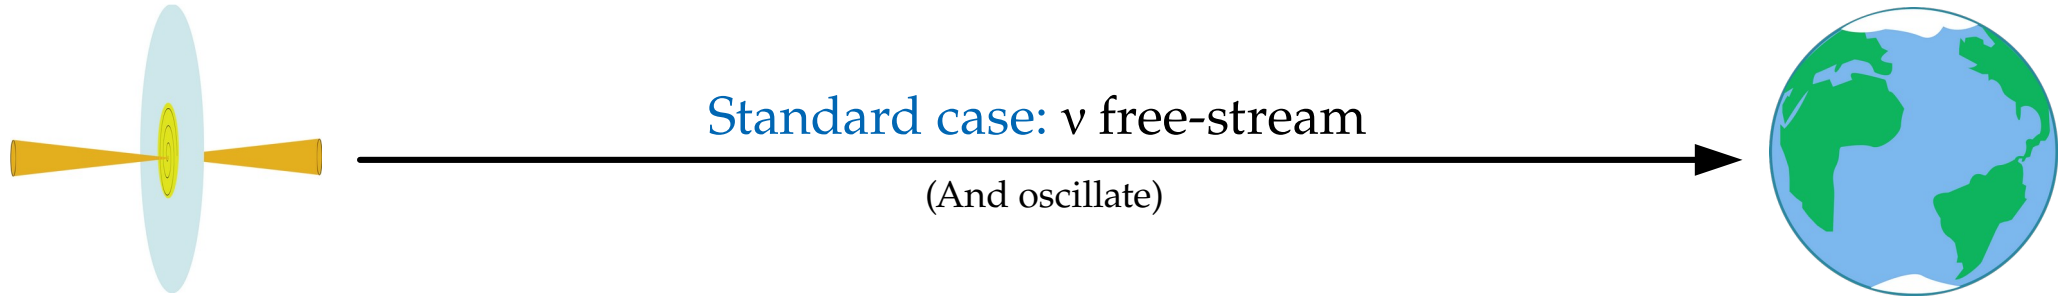 Standard case: ν free-stream
(And oscillate)